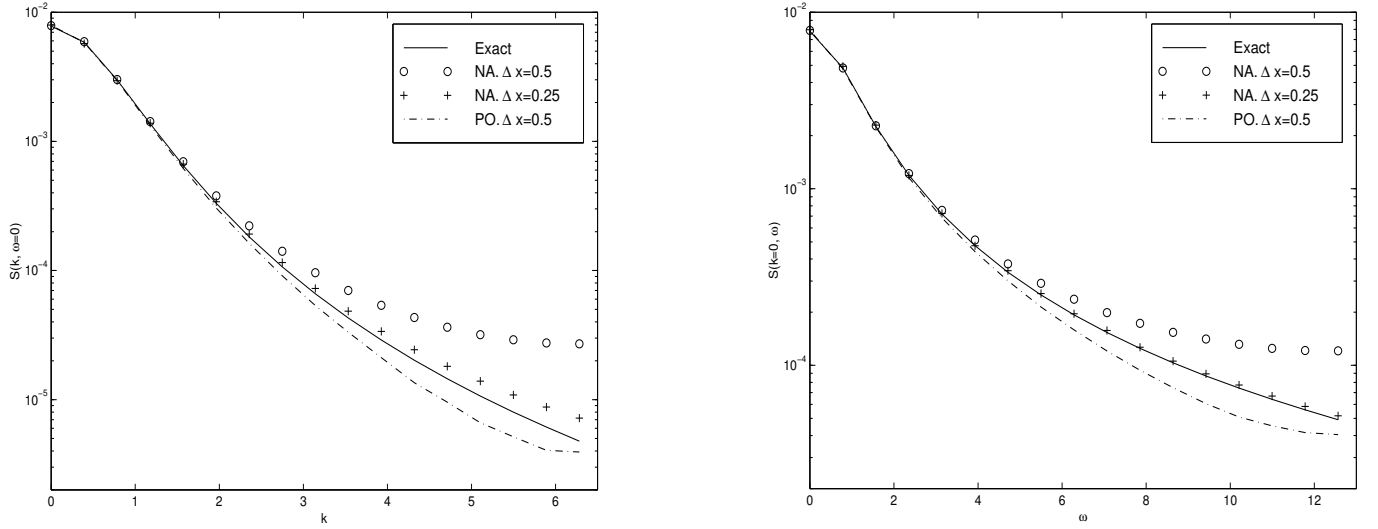 10^-2
10^-3
10^-4
10^-5
S(k, ω=0)
0 1 2 3 4 5 6
k
Exact
NA. Δ x=0.5
NA. Δ x=0.25
PO. Δ x=0.5
10^-2
10^-3
10^-4
S(k=0, ω)
0 2 4 6 8 10 12
ω
Exact
NA. Δ x=0.5
NA. Δ x=0.25
PO. Δ x=0.5